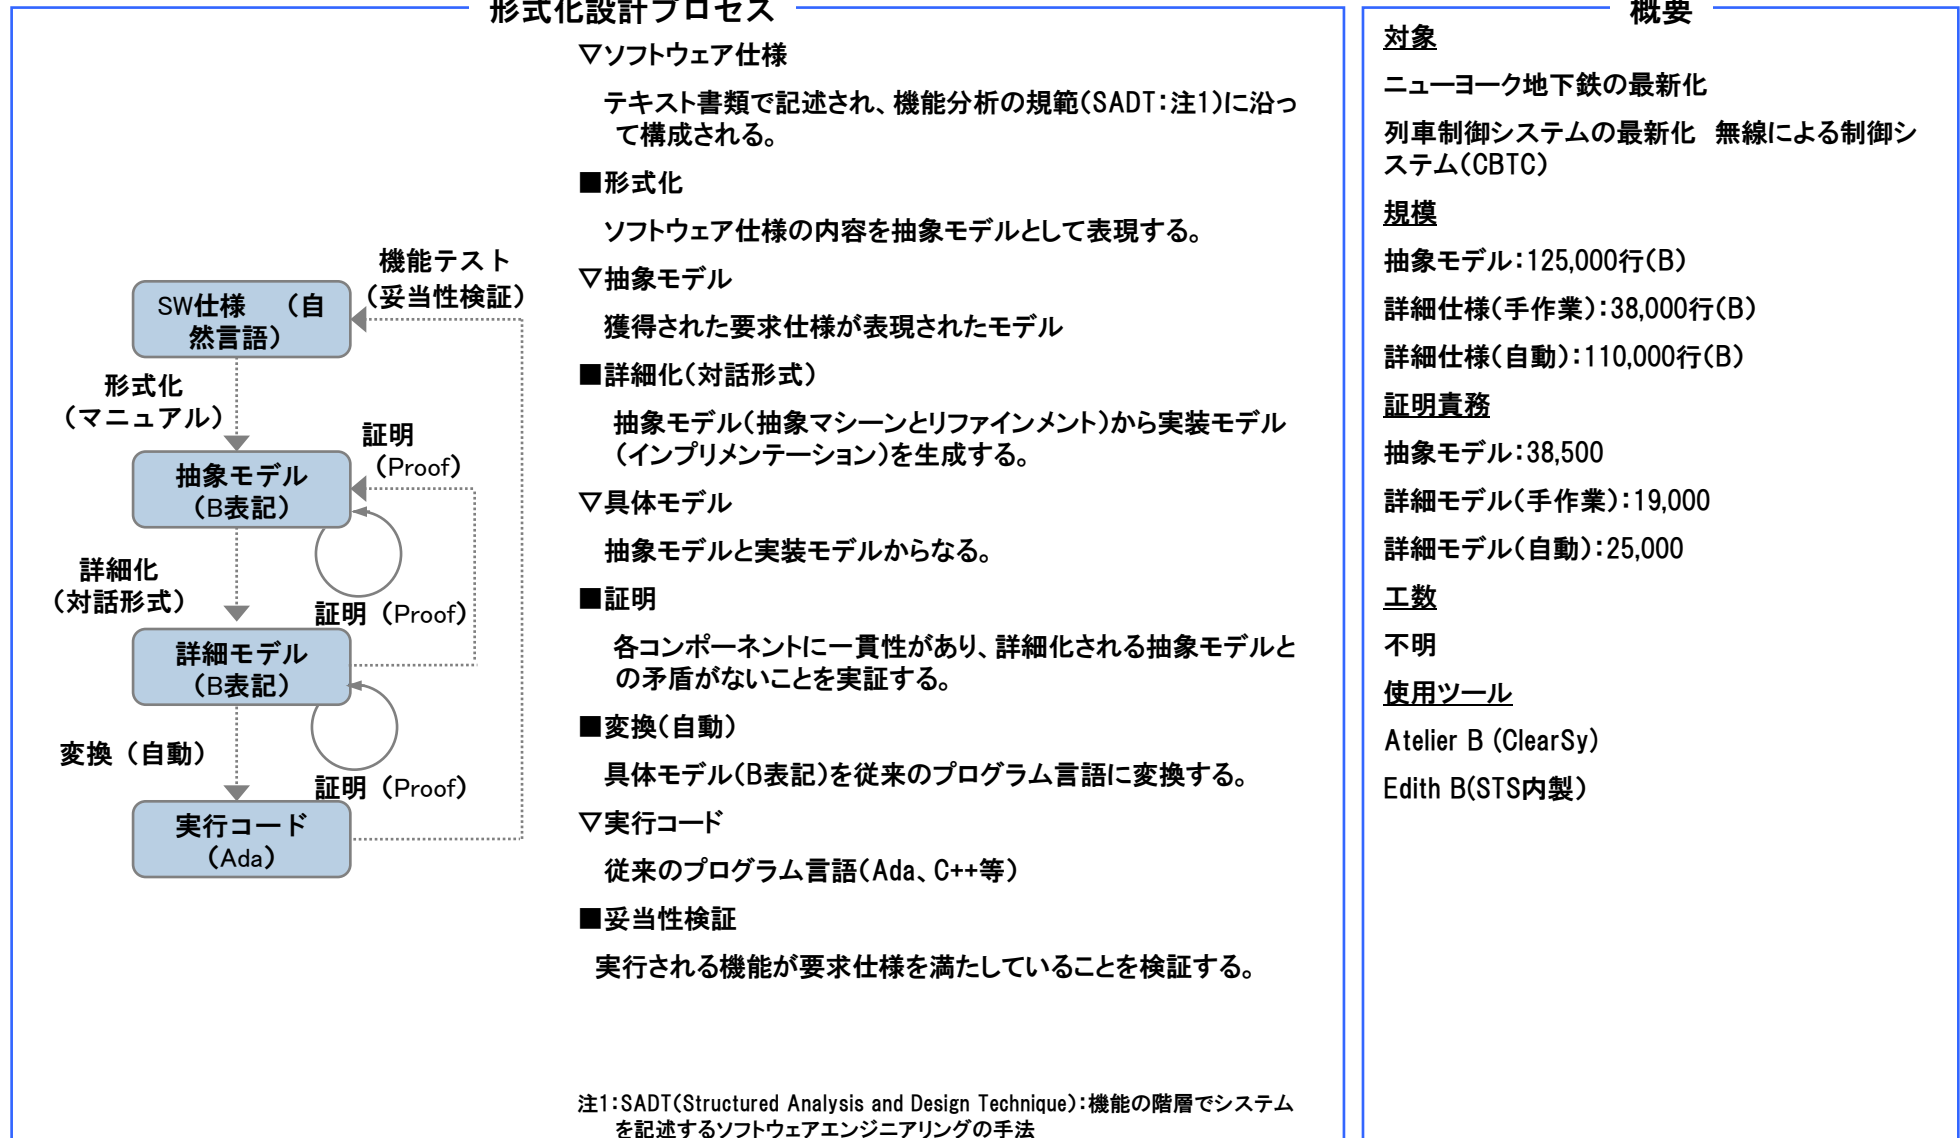 形式化設計プロセス
SW仕様　（自
然言語）
機能テスト
（妥当性検証）
形式化
（マニュアル）
抽象モデル
（B表記）
証明
（Proof）
証明（Proof）
詳細化
（対話形式）
詳細モデル
（B表記）
証明（Proof）
変換（自動）
実行コード
（Ada）
▽ソフトウェア仕様
テキスト書類で記述され、機能分析の規範（SADT：注1）に沿っ
て構成される。
■形式化
ソフトウェア仕様の内容を抽象モデルとして表現する。
▽抽象モデル
獲得された要求仕様が表現されたモデル
■詳細化（対話形式）
抽象モデル（抽象マシーンとリファインメント）から実装モデル
（インプリメンテーション）を生成する。
▽具体モデル
抽象モデルと実装モデルからなる。
■証明
各コンポーネントに一貫性があり、詳細化される抽象モデルと
の矛盾がないことを実証する。
■変換（自動）
具体モデル（B表記）を従来のプログラム言語に変換する。
▽実行コード
従来のプログラム言語（Ada、C++等）
■妥当性検証
実行される機能が要求仕様を満たしていることを検証する。
注1：SADT（Structured Analysis and Design Technique）：機能の階層でシステム
を記述するソフトウェアエンジニアリングの手法
概要
対象
ニューヨーク地下鉄の最新化
列車制御システムの最新化　無線による制御シ
ステム（CBTC）
規模
抽象モデル：125,000行（B）
詳細仕様（手作業）：38,000行（B）
詳細仕様（自動）：110,000行（B）
証明責務
抽象モデル：38,500
詳細モデル（手作業）：19,000
詳細モデル（自動）：25,000
工数
不明
使用ツール
Atelier B (ClearSy)
Edith B(STS内製）